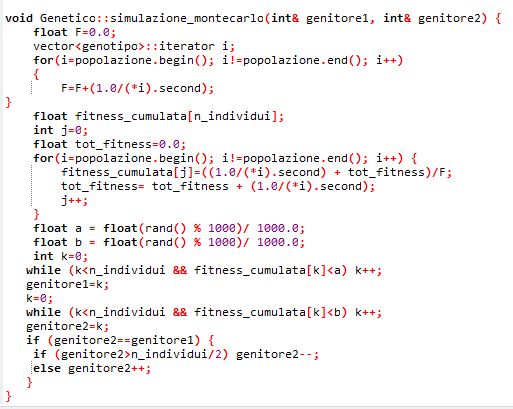 void Genetico::simulazione_montecarlo(int& genitore1, int& genitore2) {
float F=0.0;
vector<genotipo>::iterator i;
for(i=popolazione.begin(); i!=popolazione.end(); i++)
{
F=F+(1.0/(*i).second);
}
float fitness_cumulata[n_individui];
int j=0;
float tot_fitness=0.0;
for(i=popolazione.begin(); i!=popolazione.end(); i++) {
fitness_cumulata[j]=((1.0/(*i).second) + tot_fitness)/F;
tot_fitness= tot_fitness + (1.0/(*i).second);
j++;
}
float a = float(rand() % 1000)/ 1000.0;
float b = float(rand() % 1000)/ 1000.0;
int k=0;
while (k<n_individui && fitness_cumulata[k]<a) k++;
genitore1=k;
k=0;
while (k<n_individui && fitness_cumulata[k]<b) k++;
genitore2=k;
if (genitore2==genitore1) {
if (genitore2>n_individui/2) genitore2--;
else genitore2++;
}
}